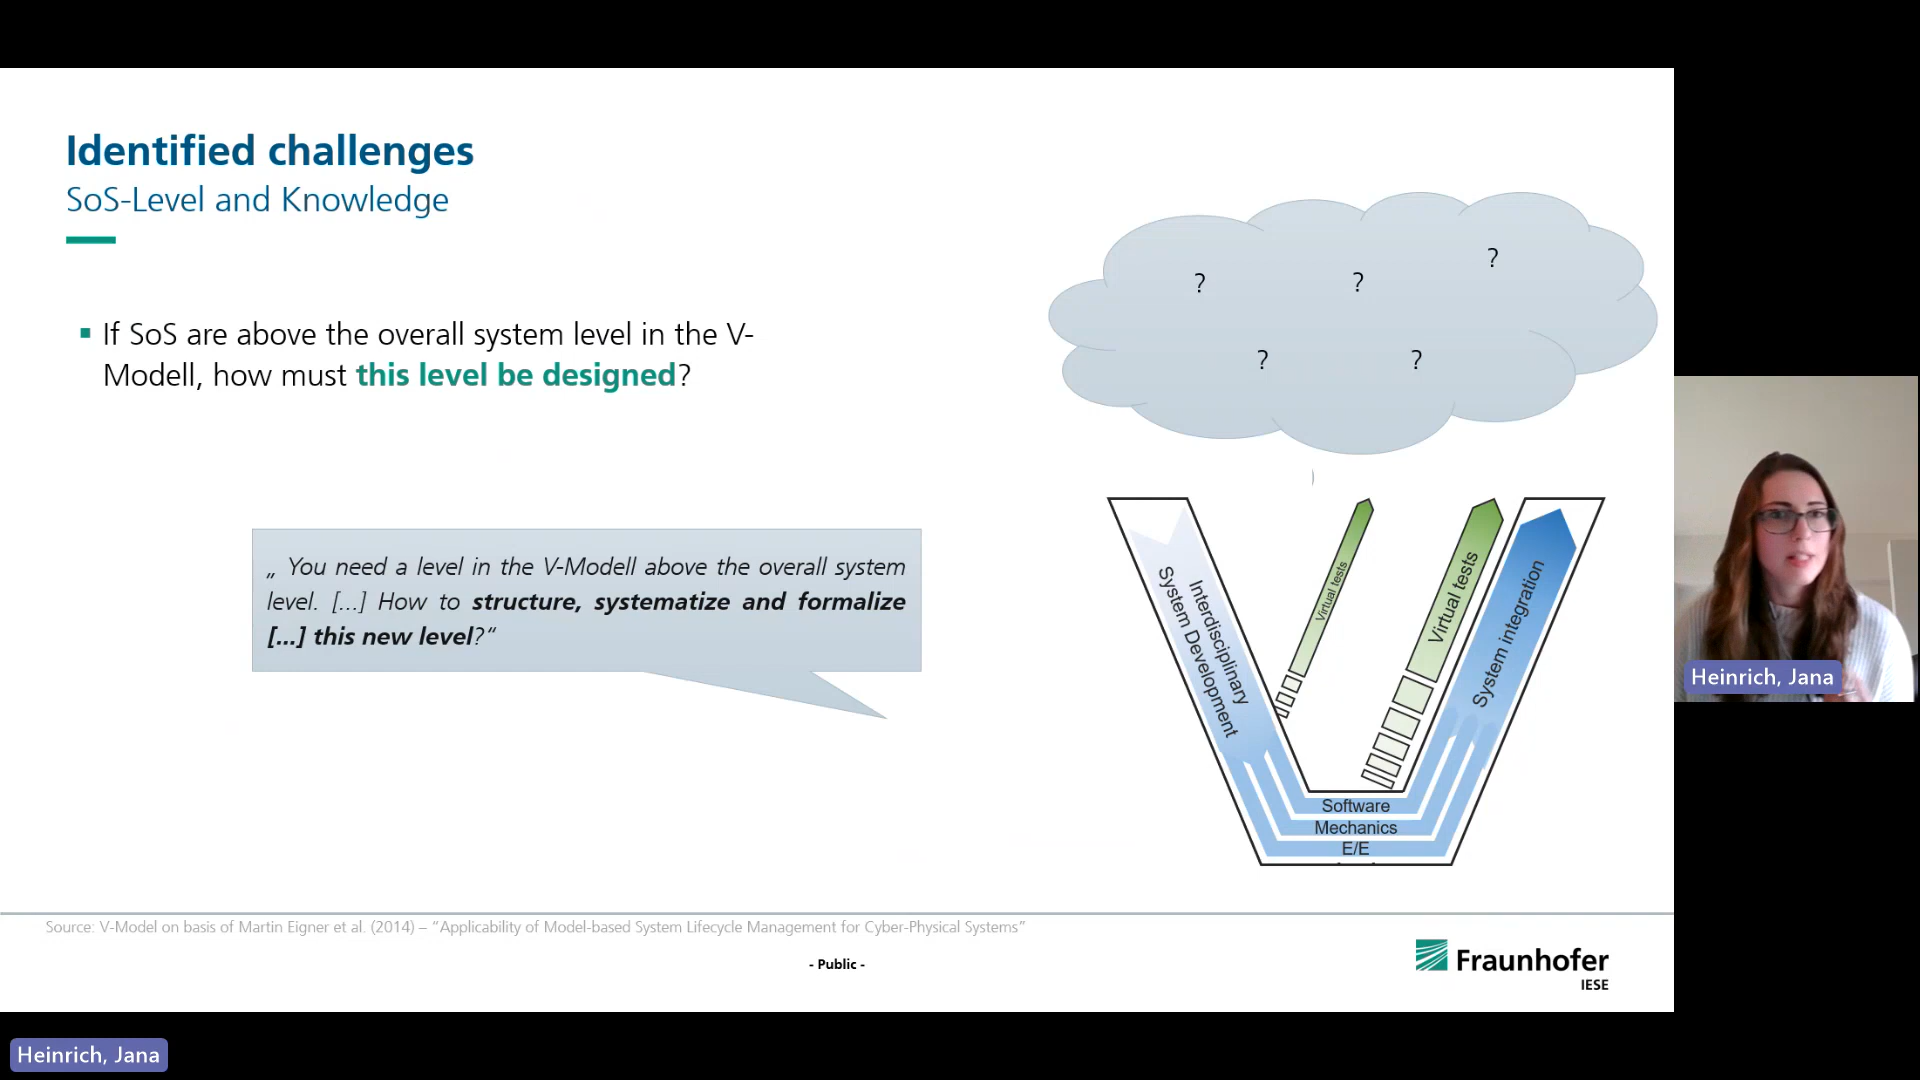 Identified challenges
SoS-Level and Knowledge
If SoS are above the overall system level in the V-
Modell, how must this level be designed?
„ You need a level in the V-Modell above the overall system
level. [...] How to structure, systematize and formalize
[...] this new level?“
?
?
?
?
?
Interdisciplinary
System Development
Virtual tests
Virtual tests
System integration
Software
Mechanics
E/E
Source: V-Model on basis of Martin Eigner et al. (2014) – “Applicability of Model-based System Lifecycle Management for Cyber-Physical Systems”
- Public -
Fraunhofer
IESE
Heinrich, Jana
Heinrich, Jana